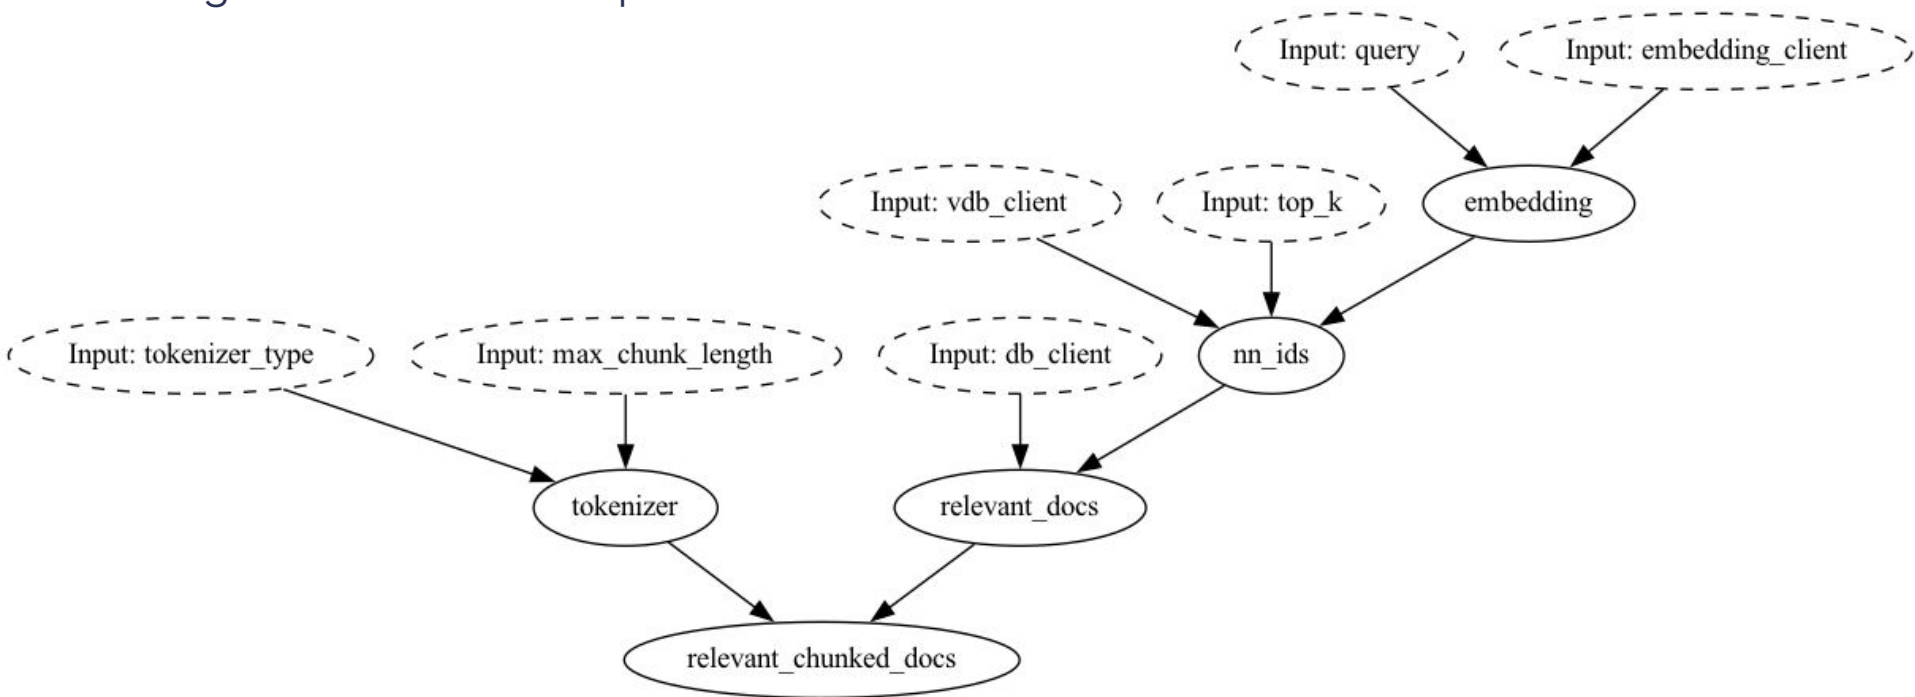 Input: query
Input: embedding_client
Input: vdb_client
Input: top_k
embedding
Input: tokenizer_type
Input: max_chunk_length
Input: db_client
nn_ids
tokenizer
relevant_docs
relevant_chunked_docs